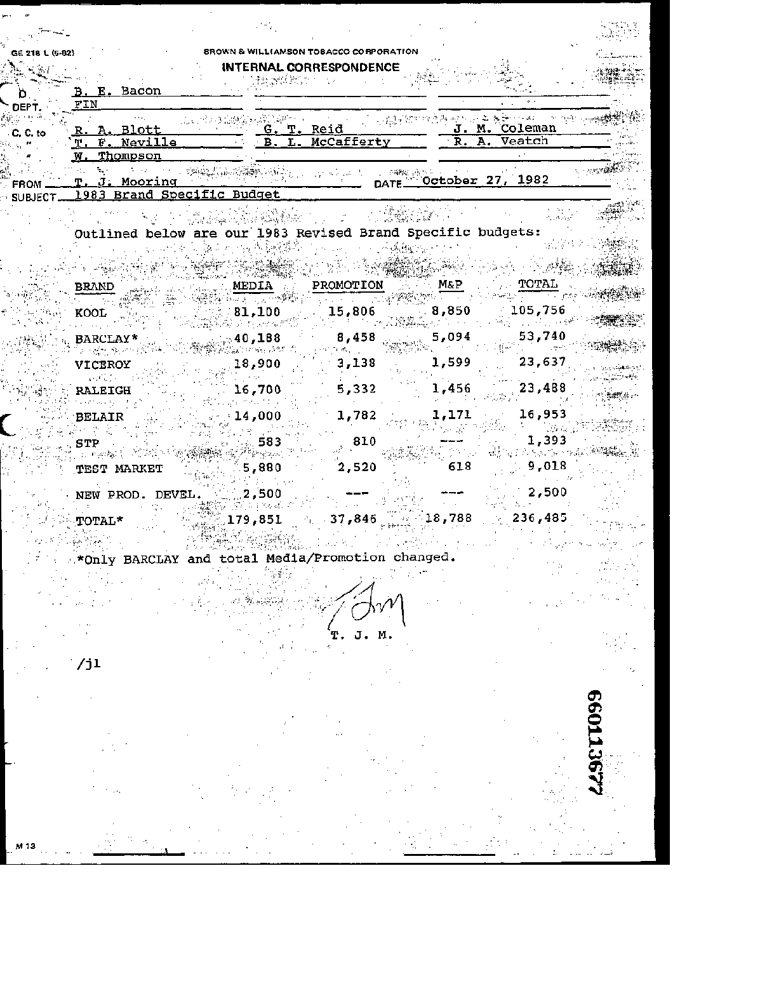 GE 218 L (5-82)
BROWN & WILLIAMSON TOBACCO CORPORATION
INTERNAL CORRESPONDENCE
O B. E. Bacon
DEPT. FIN
C. C. to R. A. Blott G. T. Reid J. M. Coleman
" T. F. Neville B. L. McCafferty R. A. Veatch
" W. Thompson
FROM T. J. Mooring DATE October 27, 1982
SUBJECT 1983 Brand Specific Budget
Outlined below are our 1983 Revised Brand Specific budgets:
BRAND MEDIA PROMOTION M&P TOTAL
KOOL 81,100 15,806 8,850 105,756
BARCLAY* 40,188 8,458 5,094 53,740
VICEROY 18,900 3,138 1,599 23,637
RALEIGH 16,700 5,332 1,456 23,488
BELAIR 14,000 1,782 1,171 16,953
STP 583 810 --- 1,393
TEST MARKET 5,880 2,520 618 9,018
NEW PROD. DEVEL. 2,500 --- --- 2,500
TOTAL* 179,851 37,846 18,788 236,485
*Only BARCLAY and total Media/Promotion changed.
Tom
T. J. M.
/jl
660113677
M 13